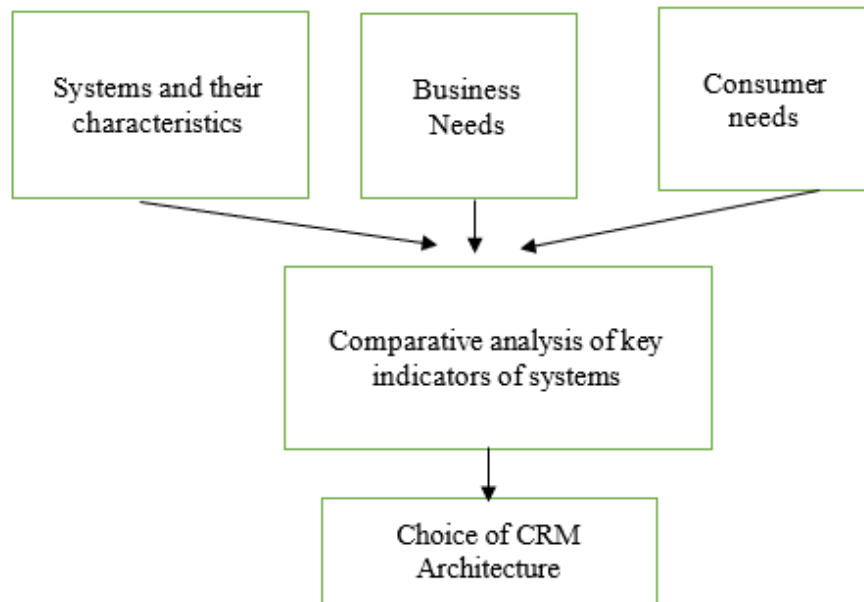 Systems and their
characteristics
Business
Needs
Consumer
needs
Comparative analysis of key
indicators of systems
Choice of CRM
Architecture